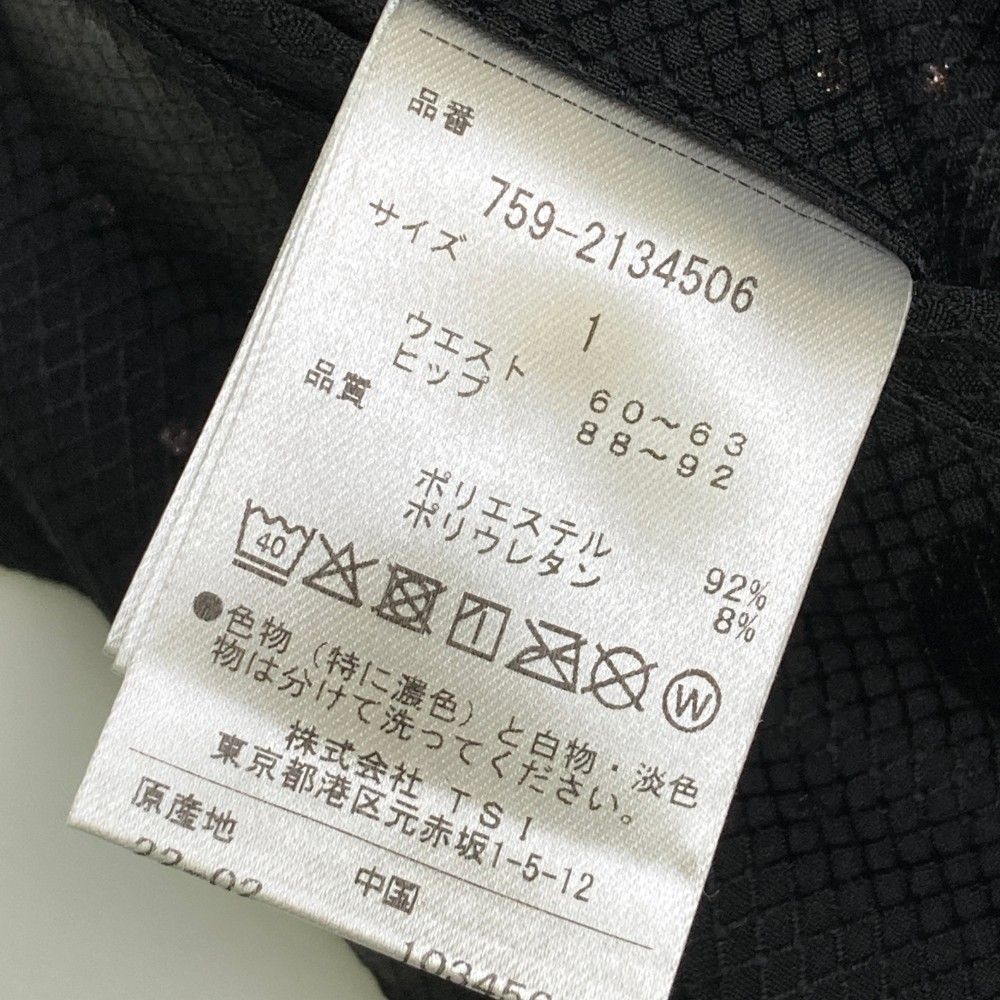 品番
759-2134506
サイズ
1
ウエスト 60～63
ヒップ 88～92
品質
ポリエステル 92%
ポリウレタン 8%
40
W
●色物（特に濃色）と白物・淡色
物は分けて洗ってください。
株式会社 TSI
東京都港区元赤坂1-5-12
原産地
中国
22-02